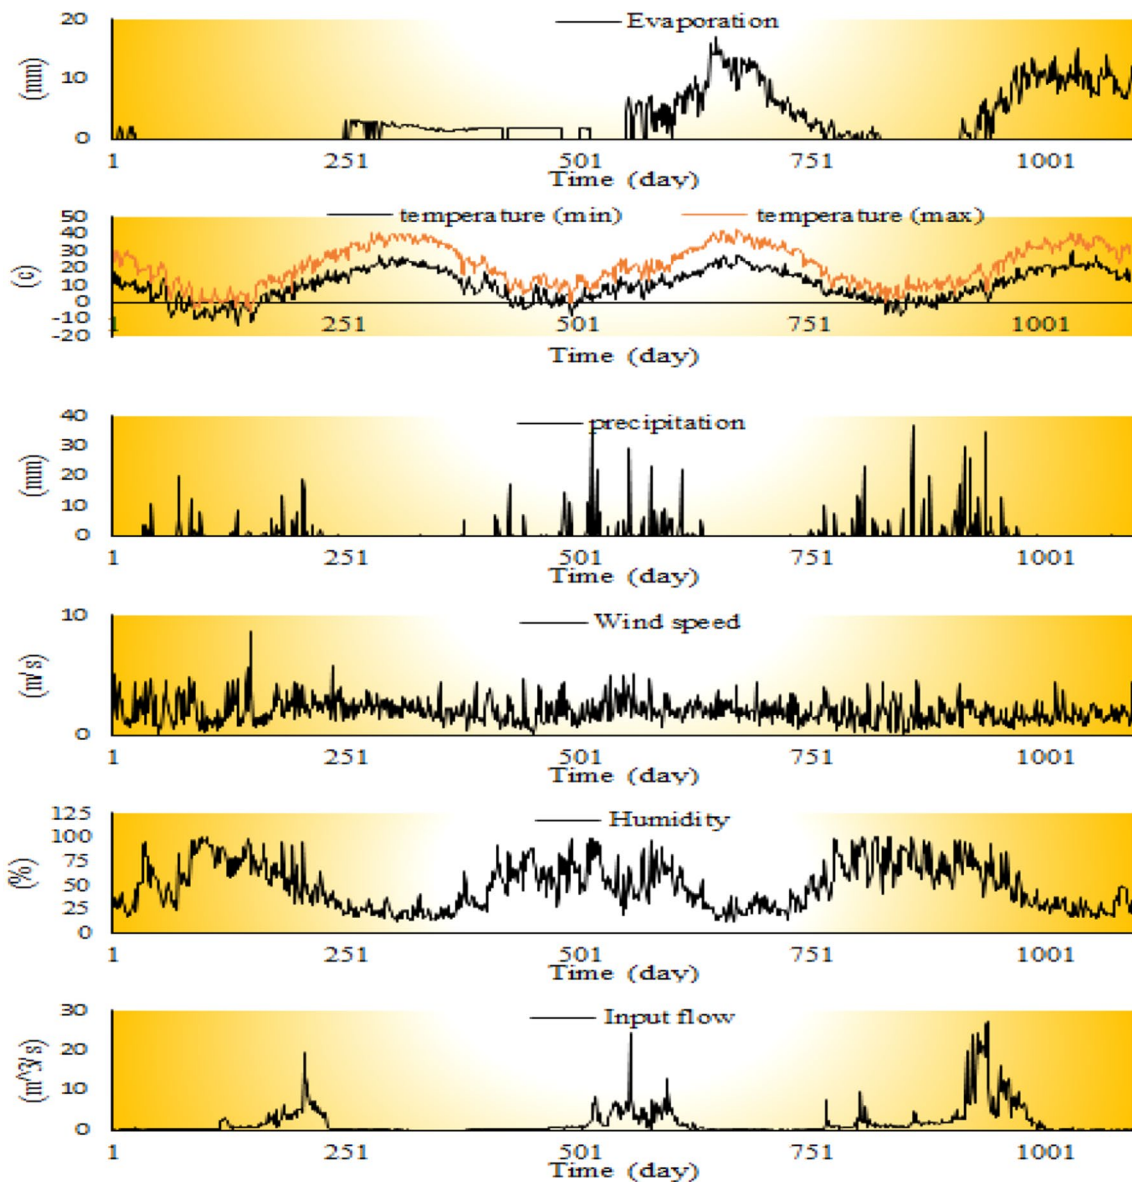 Evaporation
20
10
0
(mm)
1 251 501 751 1001
Time (day)
temperature (min) temperature (max)
50
40
30
20
10
0
-10
-20
(c)
1 251 501 751 1001
Time (day)
precipitation
40
30
20
10
0
(mm)
1 251 501 751 1001
Time (day)
Wind speed
10
5
0
(m/s)
1 251 501 751 1001
Time (day)
Humidity
125
100
75
50
25
0
(%)
1 251 501 751 1001
Time (day)
Input flow
30
20
10
0
(m^3/s)
1 251 501 751 1001
Time (day)